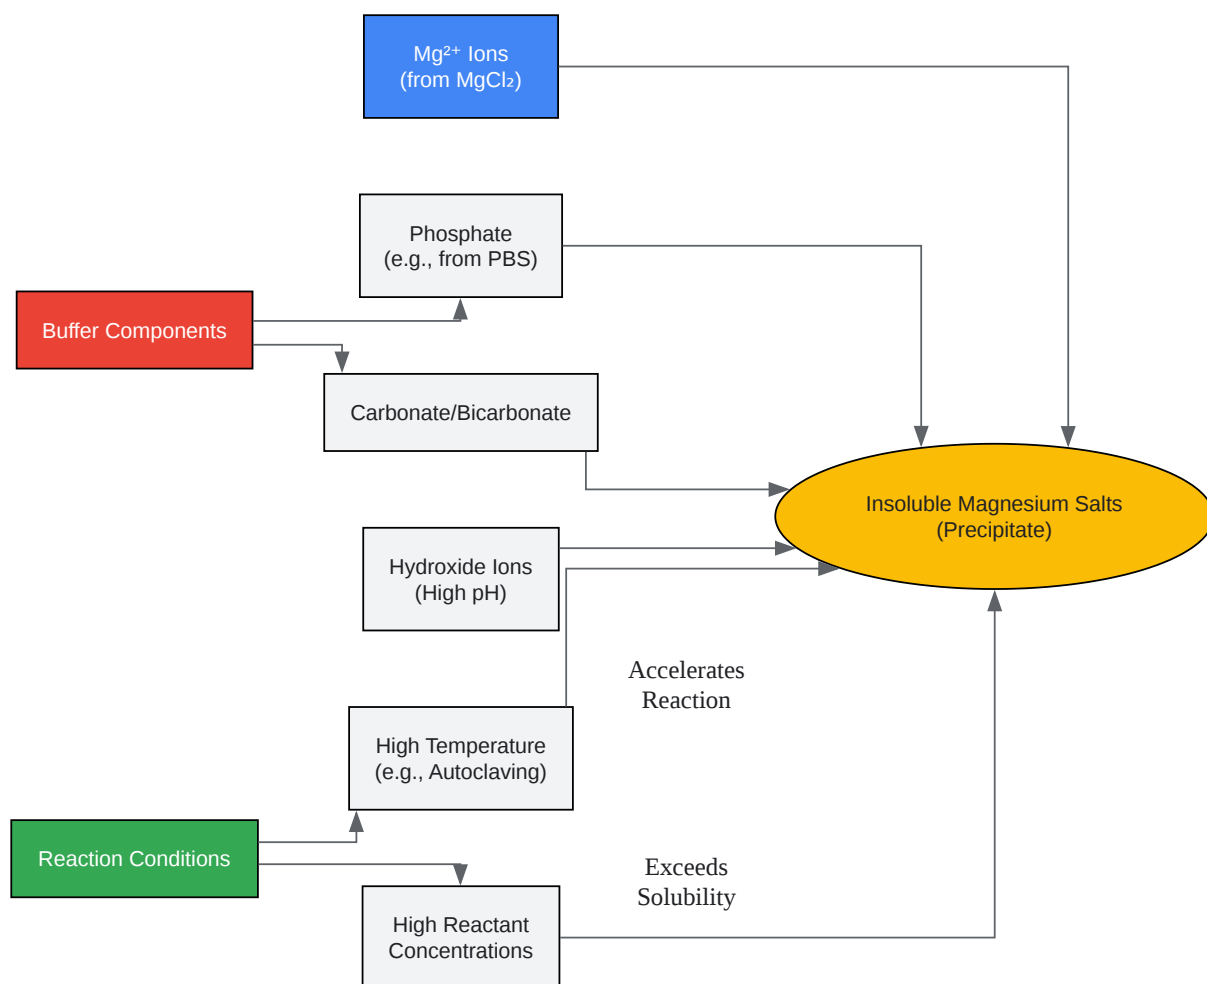 Mg²⁺ Ions
(from MgCl₂)
Phosphate
(e.g., from PBS)
Buffer Components
Carbonate/Bicarbonate
Insoluble Magnesium Salts
(Precipitate)
Hydroxide Ions
(High pH)
Accelerates
Reaction
High Temperature
(e.g., Autoclaving)
Reaction Conditions
Exceeds
Solubility
High Reactant
Concentrations